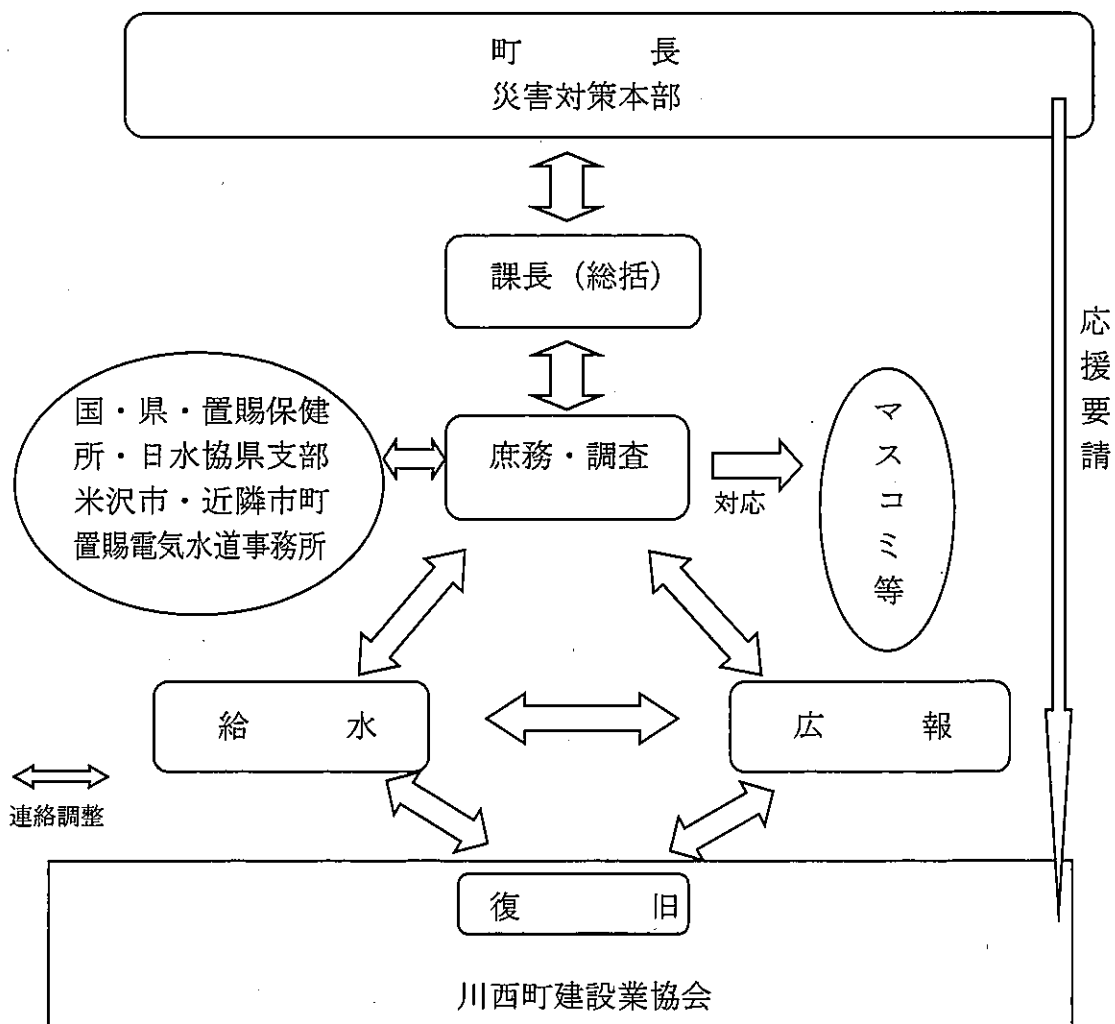 町 長
災害対策本部
課長（総括）
応援要請
国・県・置賜保健
所・日水協県支部
米沢市・近隣市町
置賜電気水道事務所
庶務・調査
対応
マスコミ等
給 水
広 報
連絡調整
復 旧
川西町建設業協会